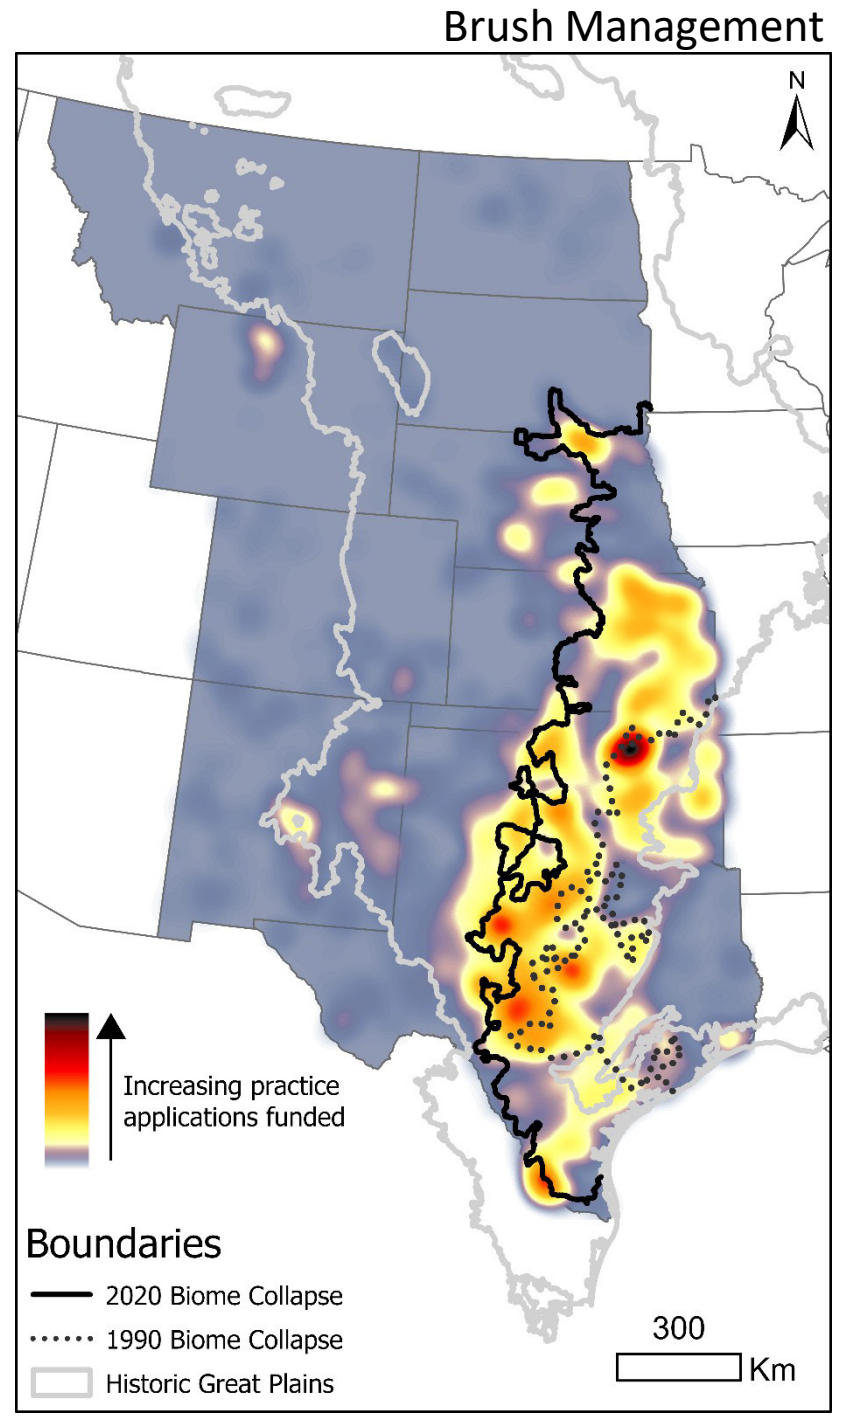 Brush Management
N
Increasing practice
applications funded
Boundaries
2020 Biome Collapse
1990 Biome Collapse
Historic Great Plains
300
Km